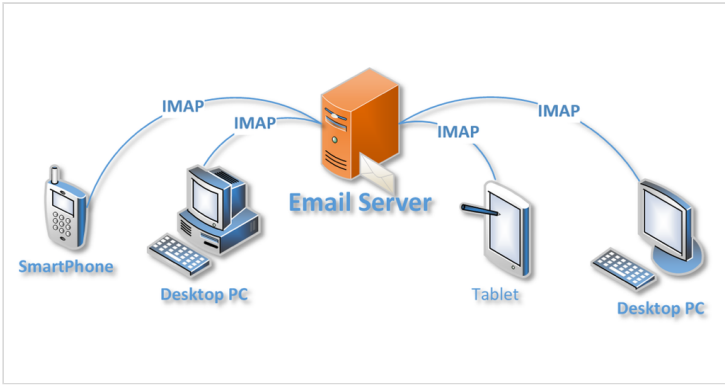 IMAP
IMAP
IMAP
IMAP
Email Server
SmartPhone
Desktop PC
Tablet
Desktop PC